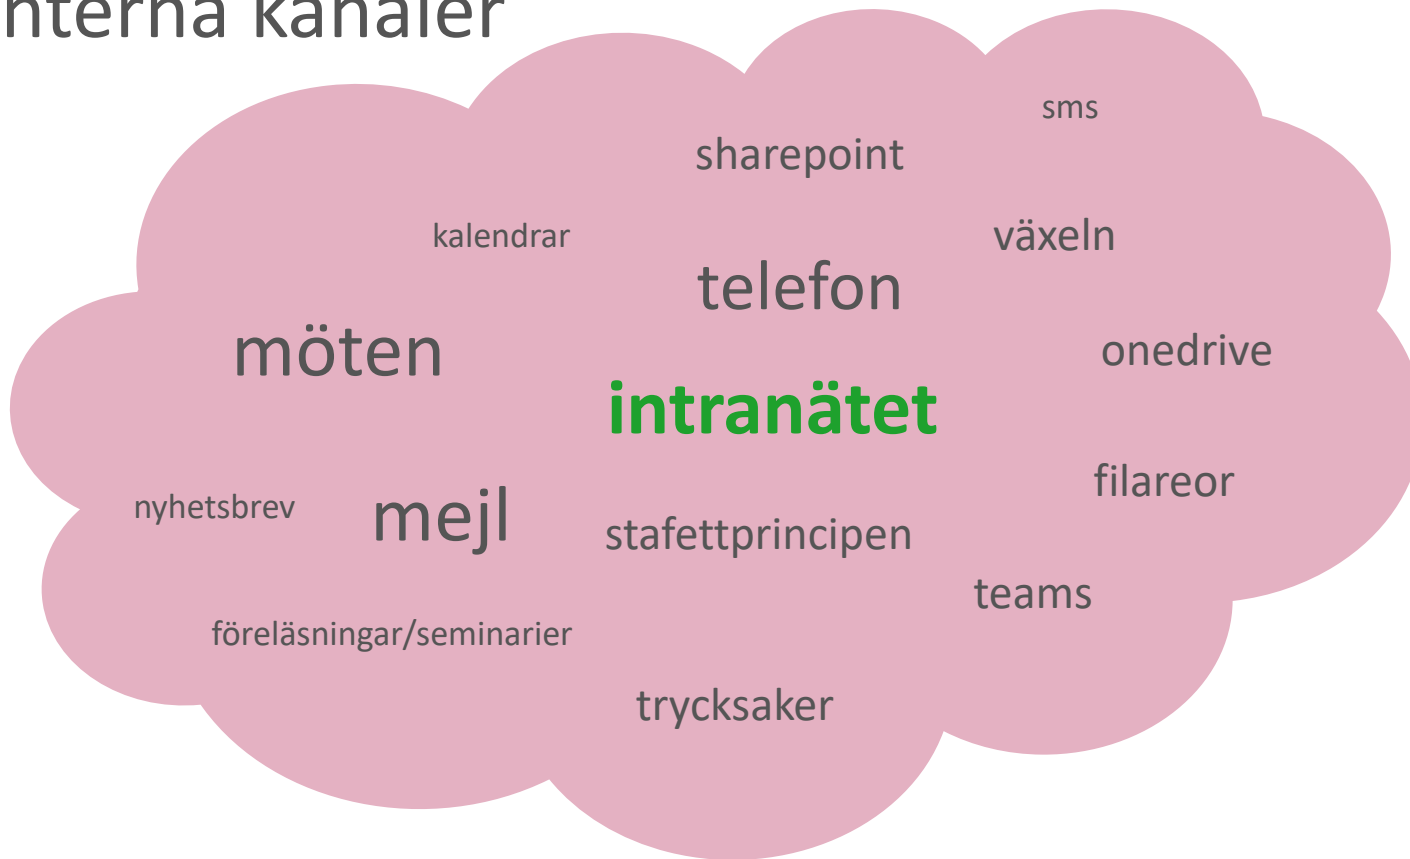 nterna kanaler
sms
sharepoint
kalendrar
växeln
telefon
möten
onedrive
intranätet
filareor
nyhetsbrev
mejl
stafettprincipen
teams
föreläsningar/seminarier
trycksaker